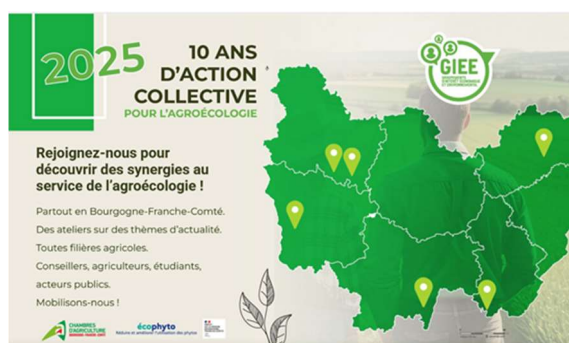 2025
10 ANS
D'ACTION
COLLECTIVE
POUR L'AGROÉCOLOGIE
GIEE
Rejoignez-nous pour
découvrir des synergies au
service de l'agroécologie !
Partout en Bourgogne-Franche-Comté.
Des ateliers sur des thèmes d'actualité.
Toutes filières agricoles.
Conseillers, agriculteurs, étudiants,
acteurs publics.
Mobilisons-nous !
CHAMBRES
D'AGRICULTURE
écophyto